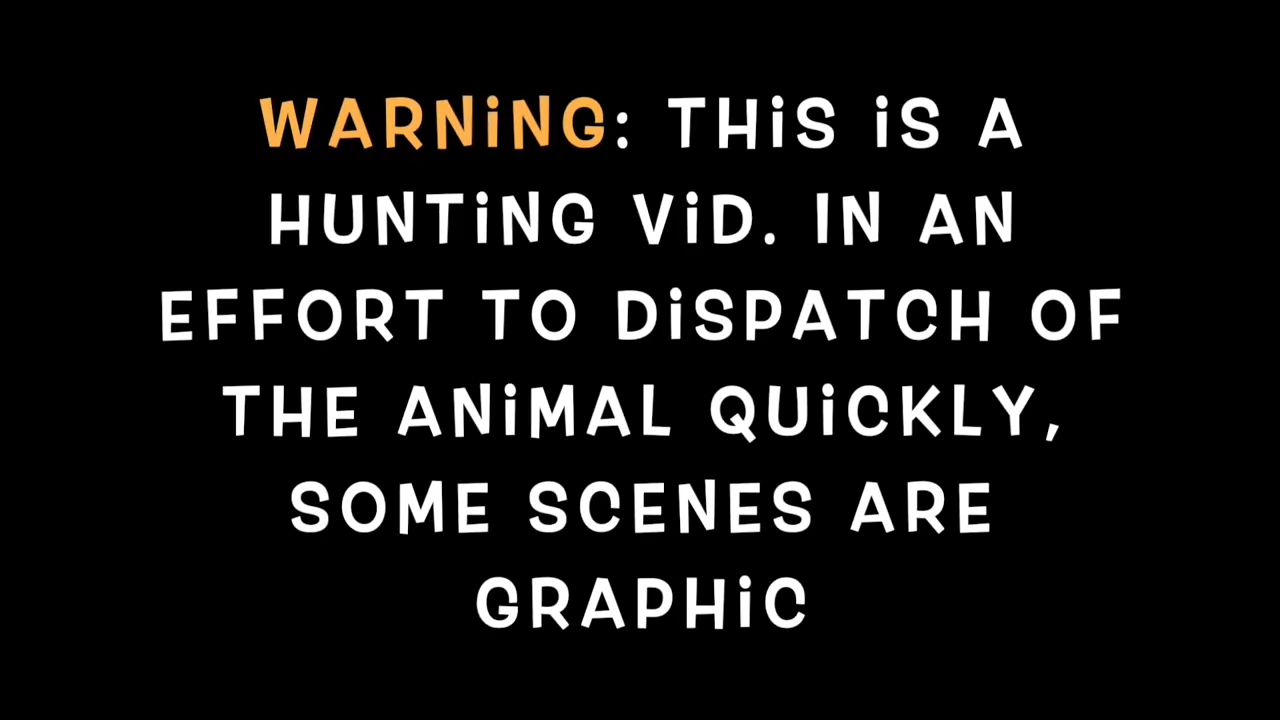 WARNiNG: THiS iS A
HUNTiNG ViD. IN AN
EFFORT TO DiSPATCH OF
THE ANiMAL QUiCKLY,
SOME SCENES ARE
GRAPHiC